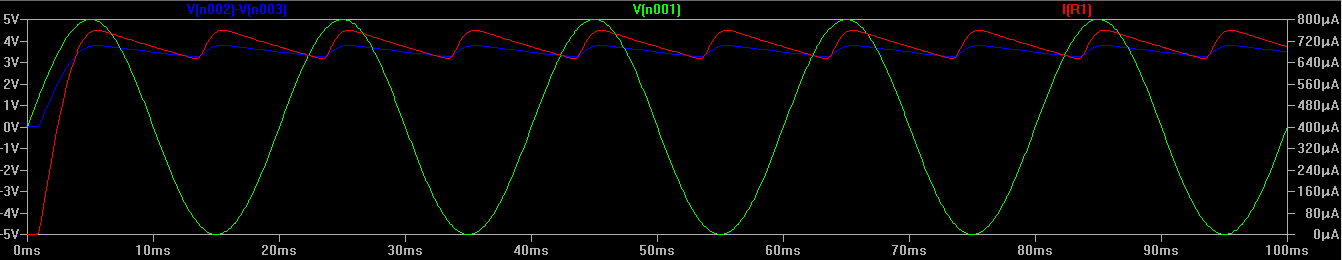 V(n002)-V(n003) V(n001) I(R1)
5V 800µA
4V 720µA
3V 640µA
2V 560µA
1V 480µA
0V 400µA
-1V 320µA
-2V 240µA
-3V 160µA
-4V 80µA
-5V 0µA
0ms 10ms 20ms 30ms 40ms 50ms 60ms 70ms 80ms 90ms 100ms